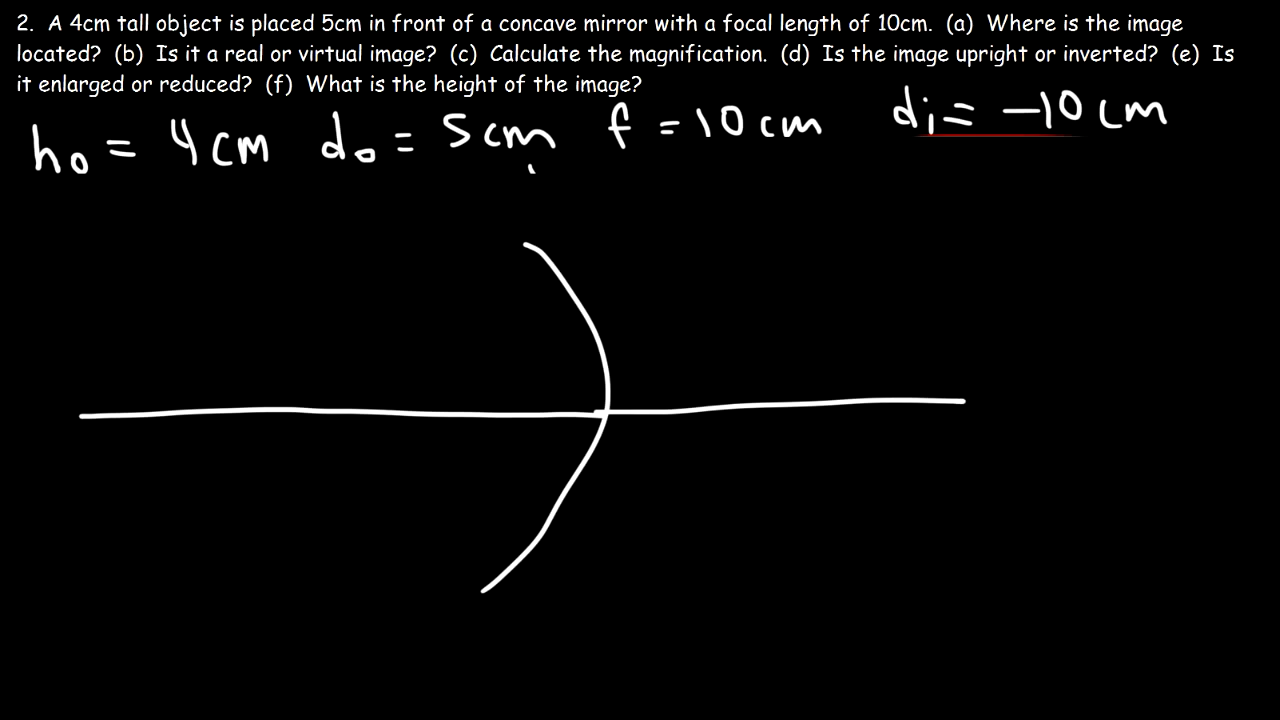 2. A 4cm tall object is placed 5cm in front of a concave mirror with a focal length of 10cm. (a) Where is the image
located? (b) Is it a real or virtual image? (c) Calculate the magnification. (d) Is the image upright or inverted? (e) Is
it enlarged or reduced? (f) What is the height of the image?
ho = 4cm do = 5cm f = 10cm di = -10cm